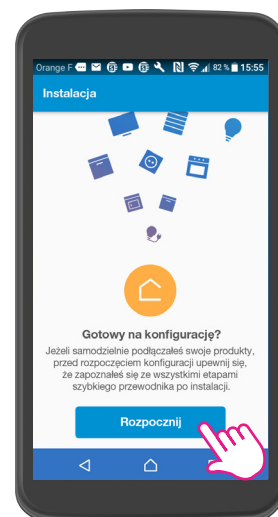 Orange F 82 % 15:55
Instalacja
Gotowy na konfigurację?
Jeżeli samodzielnie podłączałeś swoje produkty,
przed rozpoczęciem konfiguracji upewnij się,
że zapoznałeś się ze wszystkimi etapami
szybkiego przewodnika po instalacji.
Rozpocznij